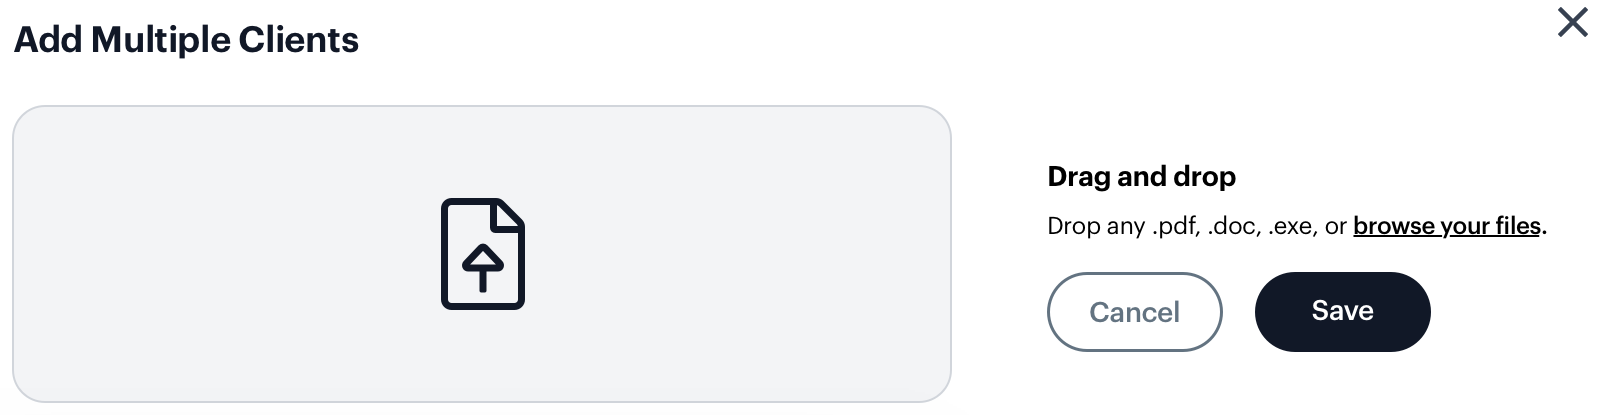 Add Multiple Clients
Drag and drop
Drop any .pdf, .doc, .exe, or browse your files.
Cancel
Save